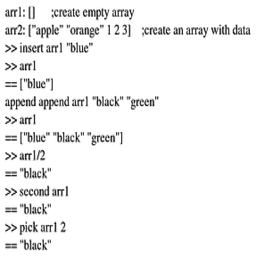 arr1: [] ;create empty array
arr2: ["apple" "orange" 1 2 3] ;create an array with data
>> insert arr1 "blue"
>> arr1
== ["blue"]
append append arr1 "black" "green"
>> arr1
== ["blue" "black" "green"]
>> arr1/2
== "black"
>> second arr1
== "black"
>> pick arr1 2
== "black"